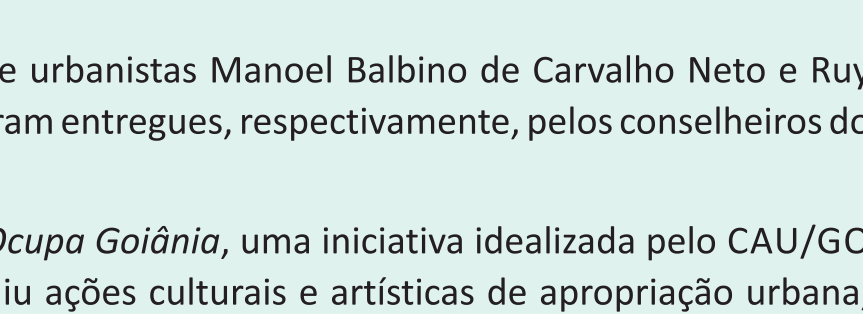 e urbanistas Manoel Balbino de Carvalho Neto e Ruy
ram entregues, respectivamente, pelos conselheiros do
Ocupa Goiânia, uma iniciativa idealizada pelo CAU/GO
iu ações culturais e artísticas de apropriação urbana,